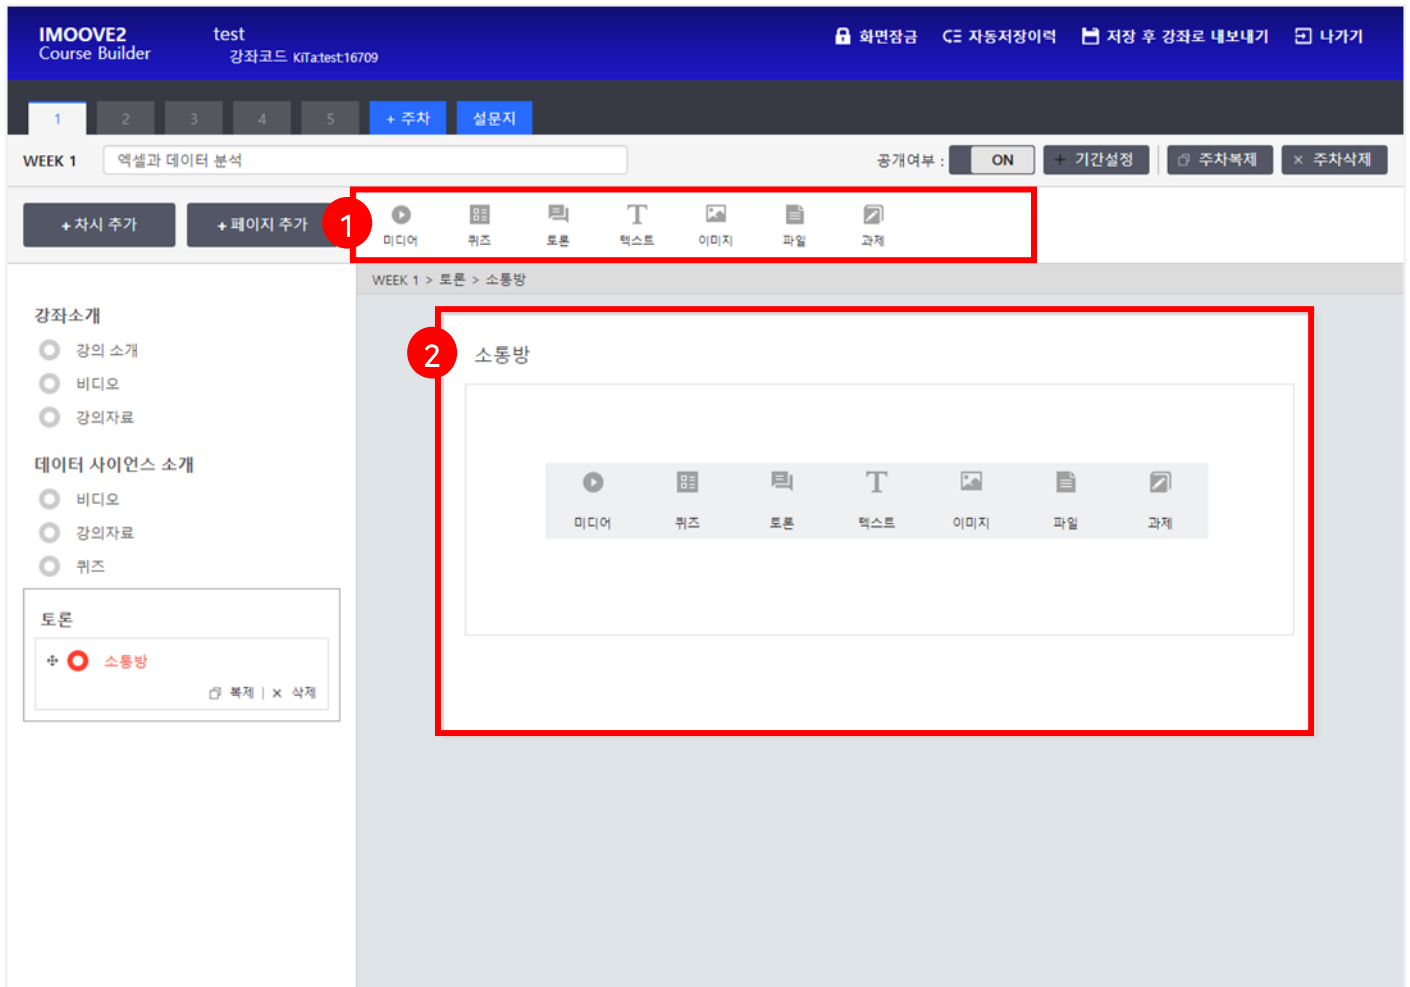 IMOOVE2
Course Builder
test
강좌코드 KiTa:test:16709
화면잠금 자동저장이력 저장 후 강좌로 내보내기 나가기
1 2 3 4 5 + 주차 설문지
WEEK 1 엑셀과 데이터 분석 공개여부 : ON + 기간설정 주차복제 × 주차삭제
+ 차시 추가 + 페이지 추가 1 미디어 퀴즈 토론 텍스트 이미지 파일 과제
WEEK 1 > 토론 > 소통방
강좌소개
강의 소개
비디오
강의자료
데이터 사이언스 소개
비디오
강의자료
퀴즈
토론
소통방
복제 | × 삭제
2 소통방
미디어 퀴즈 토론 텍스트 이미지 파일 과제